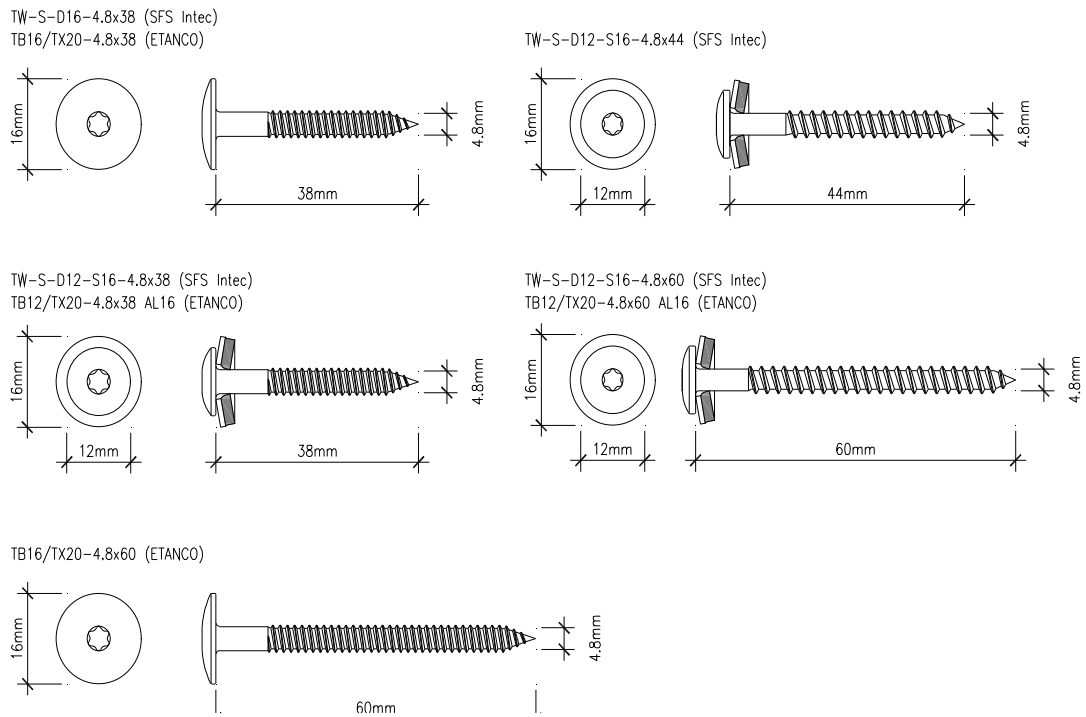 TW-S-D16-4.8x38 (SFS Intec)
TB16/TX20-4.8x38 (ETANCO)
16mm
4.8mm
38mm
TW-S-D12-S16-4.8x44 (SFS Intec)
16mm
12mm
4.8mm
44mm
TW-S-D12-S16-4.8x38 (SFS Intec)
TB12/TX20-4.8x38 AL16 (ETANCO)
16mm
12mm
4.8mm
38mm
TW-S-D12-S16-4.8x60 (SFS Intec)
TB12/TX20-4.8x60 AL16 (ETANCO)
16mm
12mm
4.8mm
60mm
TB16/TX20-4.8x60 (ETANCO)
16mm
4.8mm
60mm